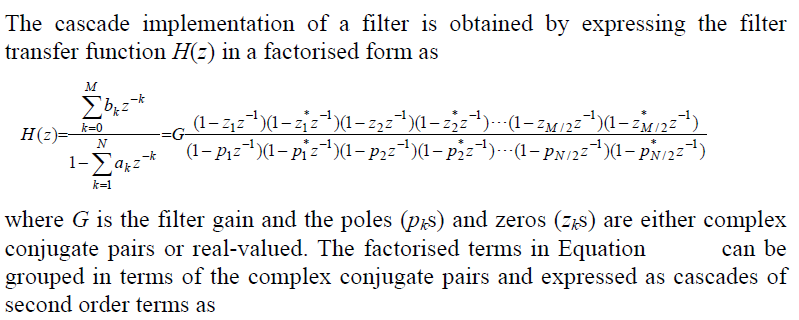 The cascade implementation of a filter is obtained by expressing the filter
transfer function H(z) in a factorised form as
H(z)=\frac{\sum_{k=0}^{M} b_k z^{-k}}{1-\sum_{k=1}^{N} a_k z^{-k}}=G\frac{(1-z_1z^{-1})(1-z_1^*z^{-1})(1-z_2z^{-1})(1-z_2^*z^{-1})\cdots(1-z_{M/2}z^{-1})(1-z_{M/2}^*z^{-1})}{(1-p_1z^{-1})(1-p_1^*z^{-1})(1-p_2z^{-1})(1-p_2^*z^{-1})\cdots(1-p_{N/2}z^{-1})(1-p_{N/2}^*z^{-1})}
where G is the filter gain and the poles (p_ks) and zeros (z_ks) are either complex
conjugate pairs or real-valued. The factorised terms in Equation can be
grouped in terms of the complex conjugate pairs and expressed as cascades of
second order terms as